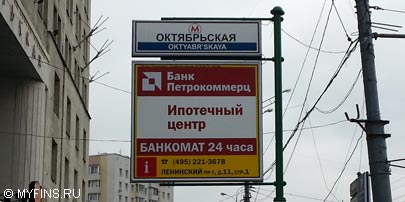 М
ОКТЯБРЬСКАЯ
OKTYABR'SKAYA
Банк
Петрокоммерц
Ипотечный
центр
БАНКОМАТ 24 часа
i
☎ (495) 221-3678
ЛЕНИНСКИЙ пр-т, д.11, стр.1
© MYFINS.RU